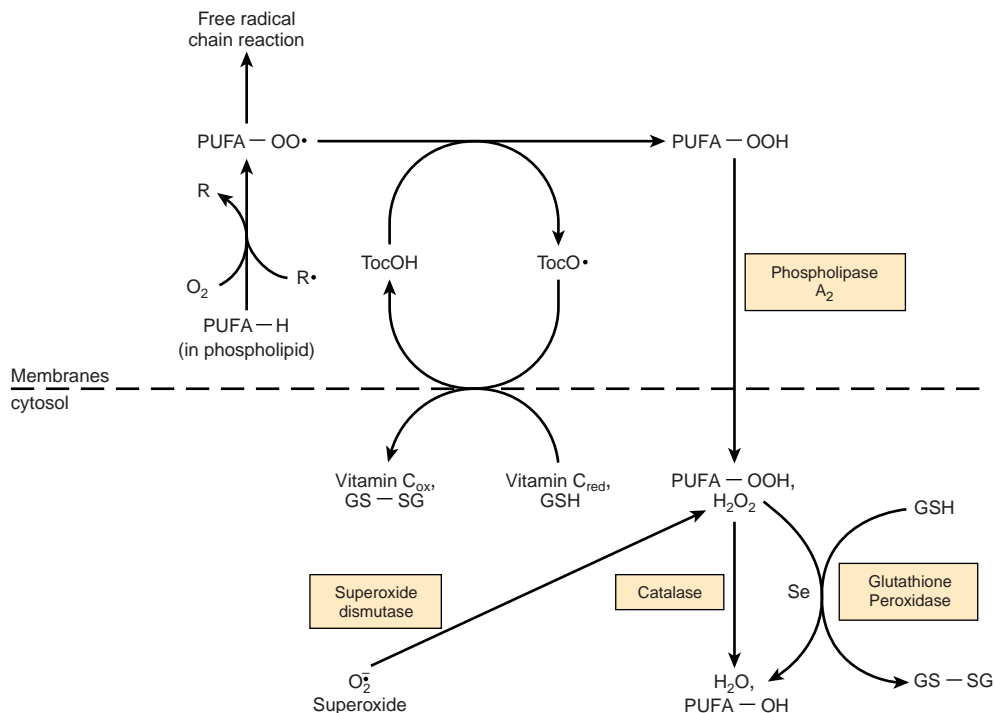 Free radical
chain reaction
PUFA — OO•
PUFA — OOH
R
TocOH
TocO•
Phospholipase
A₂
O₂
R•
PUFA — H
(in phospholipid)
Membranes
cytosol
Vitamin C_ox,
GS — SG
Vitamin C_red,
GSH
PUFA — OOH,
H₂O₂
GSH
Superoxide
dismutase
Catalase
Se
Glutathione
Peroxidase
O₂•̄
Superoxide
H₂O,
PUFA — OH
GS — SG